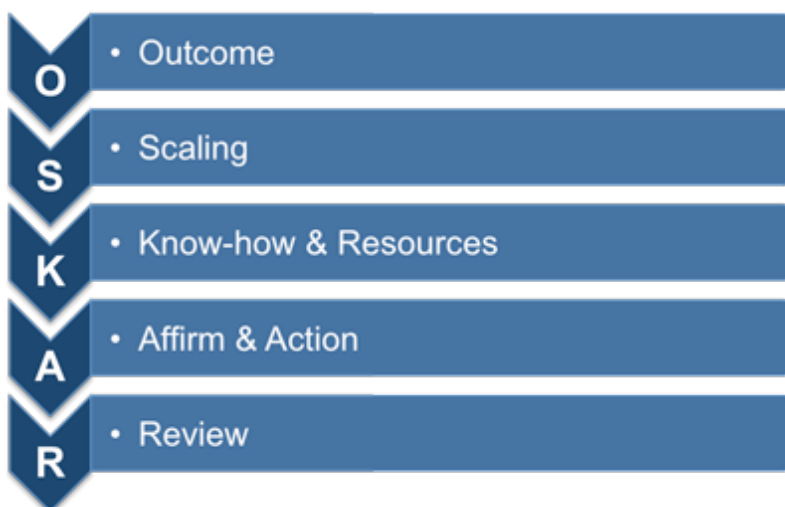 O • Outcome
S • Scaling
K • Know-how & Resources
A • Affirm & Action
R • Review